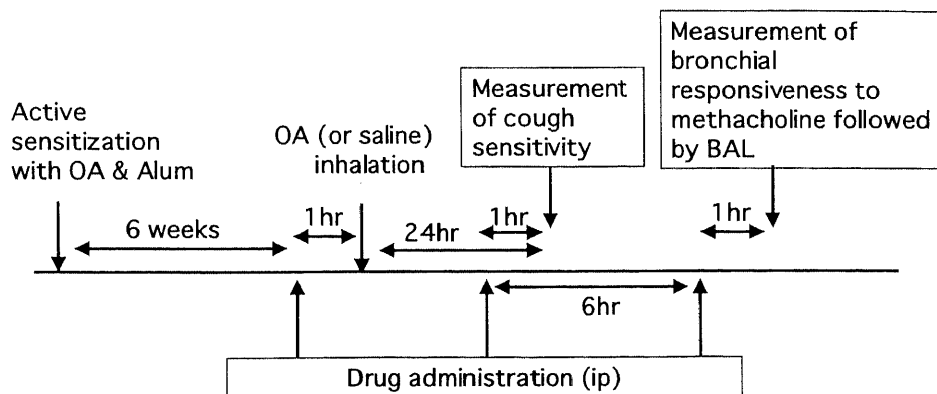 Active
sensitization
with OA & Alum
OA (or saline)
inhalation
Measurement
of cough
sensitivity
Measurement of
bronchial
responsiveness to
methacholine followed
by BAL
6 weeks
1hr
24hr
1hr
1hr
6hr
Drug administration (ip)